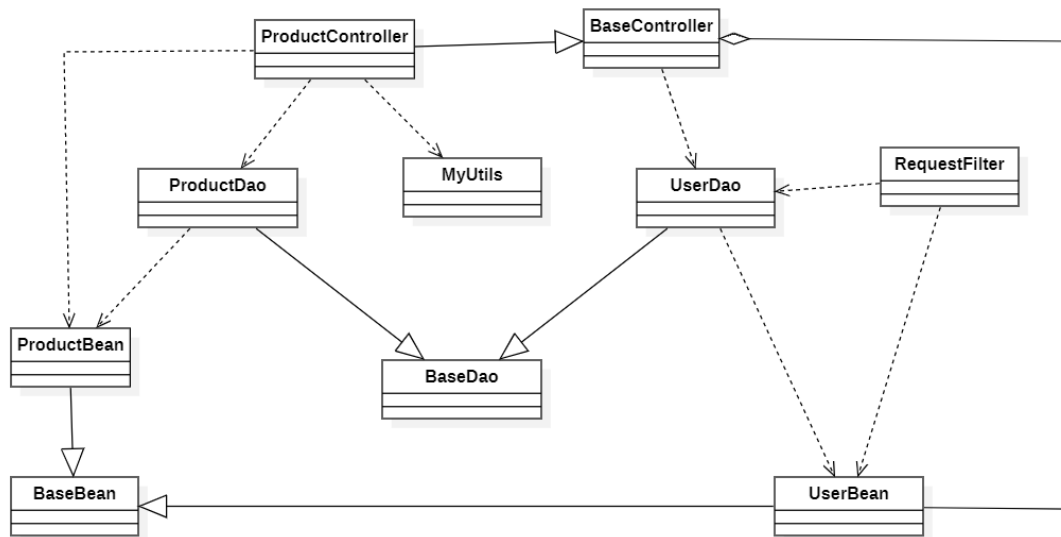 ProductController
BaseController
ProductDao
MyUtils
UserDao
RequestFilter
ProductBean
BaseDao
BaseBean
UserBean